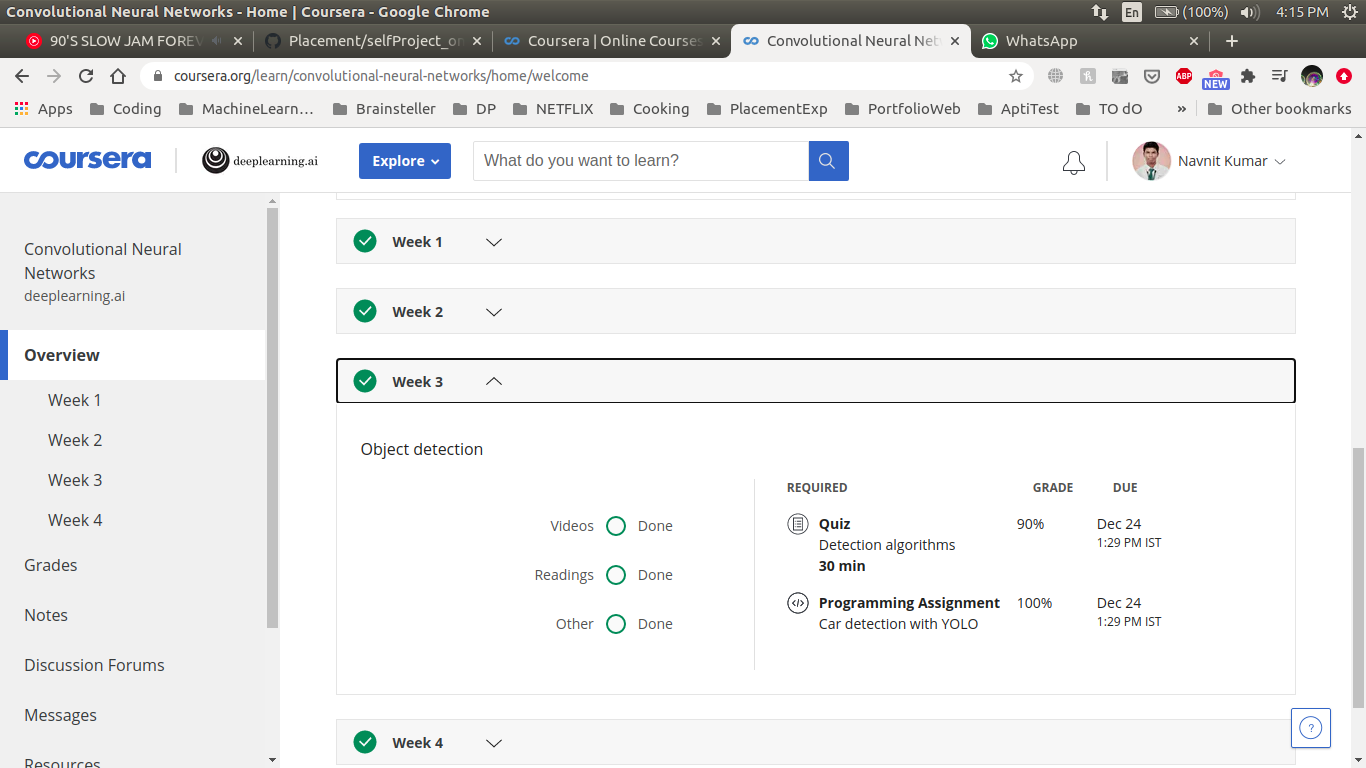 Convolutional Neural Networks - Home | Coursera - Google Chrome
En (100%) 4:15 PM
90'S SLOW JAM FOREV
Placement/selfProject_on
Coursera | Online Courses
Convolutional Neural Net
WhatsApp
coursera.org/learn/convolutional-neural-networks/home/welcome
ABP
NEW
Apps Coding MachineLearn... Brainsteller DP NETFLIX Cooking PlacementExp PortfolioWeb AptiTest TO dO » Other bookmarks
coursera deeplearning.ai Explore What do you want to learn? Navnit Kumar
Convolutional Neural
Networks
deeplearning.ai
Overview
Week 1
Week 2
Week 3
Week 4
Grades
Notes
Discussion Forums
Messages
Resources
Week 1
Week 2
Week 3
Object detection
Videos Done
Readings Done
Other Done
REQUIRED GRADE DUE
Quiz 90% Dec 24
Detection algorithms 1:29 PM IST
30 min
Programming Assignment 100% Dec 24
Car detection with YOLO 1:29 PM IST
Week 4
?